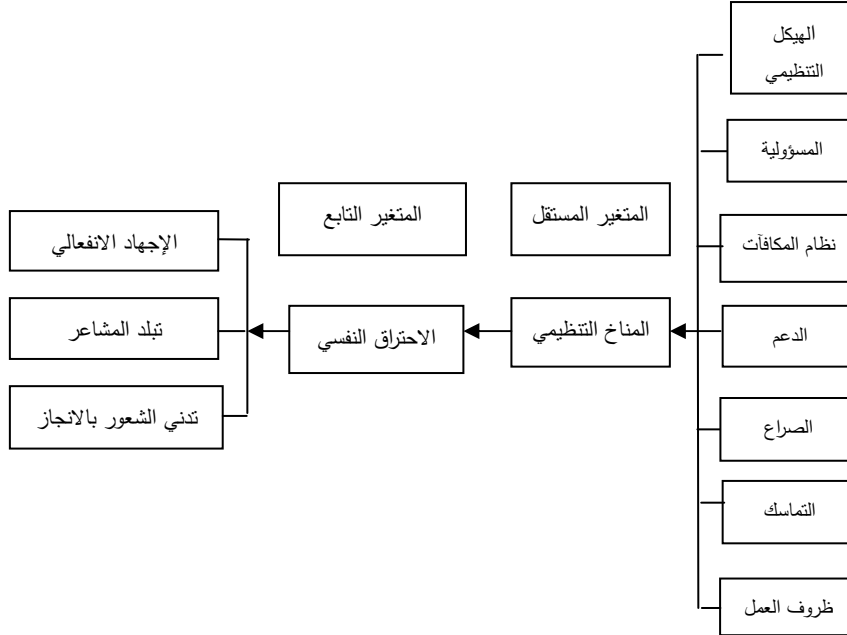 الهيكل
التنظيمي
المسؤولية
نظام المكافآت
الدعم
الصراع
التماسك
ظروف العمل
المتغير المستقل
المناخ التنظيمي
المتغير التابع
الاحتراق النفسي
الإجهاد الانفعالي
تبلد المشاعر
تدني الشعور بالانجاز